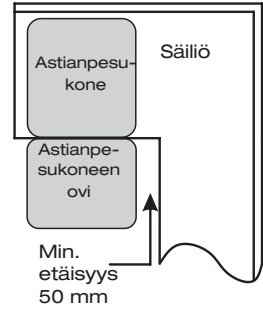 Astianpesu-
kone
Säiliö
Astianpe-
sukoneen
ovi
Min.
etäisyys
50 mm